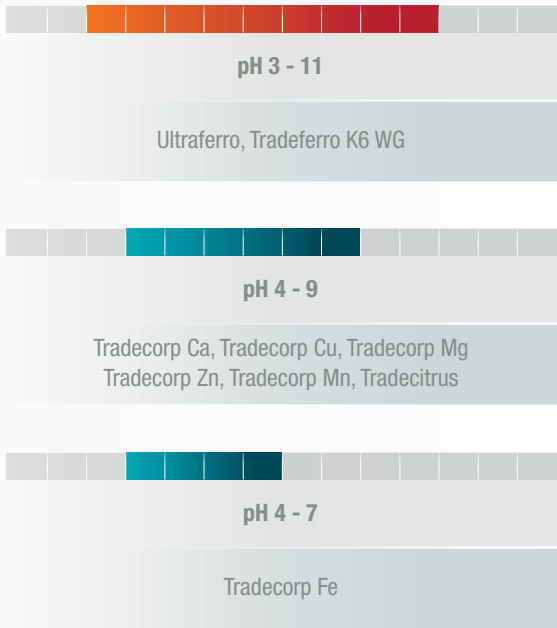 pH 3 - 11
Ultraferro, Tradeferro K6 WG
pH 4 - 9
Tradecorp Ca, Tradecorp Cu, Tradecorp Mg
Tradecorp Zn, Tradecorp Mn, Tradecitrus
pH 4 - 7
Tradecorp Fe